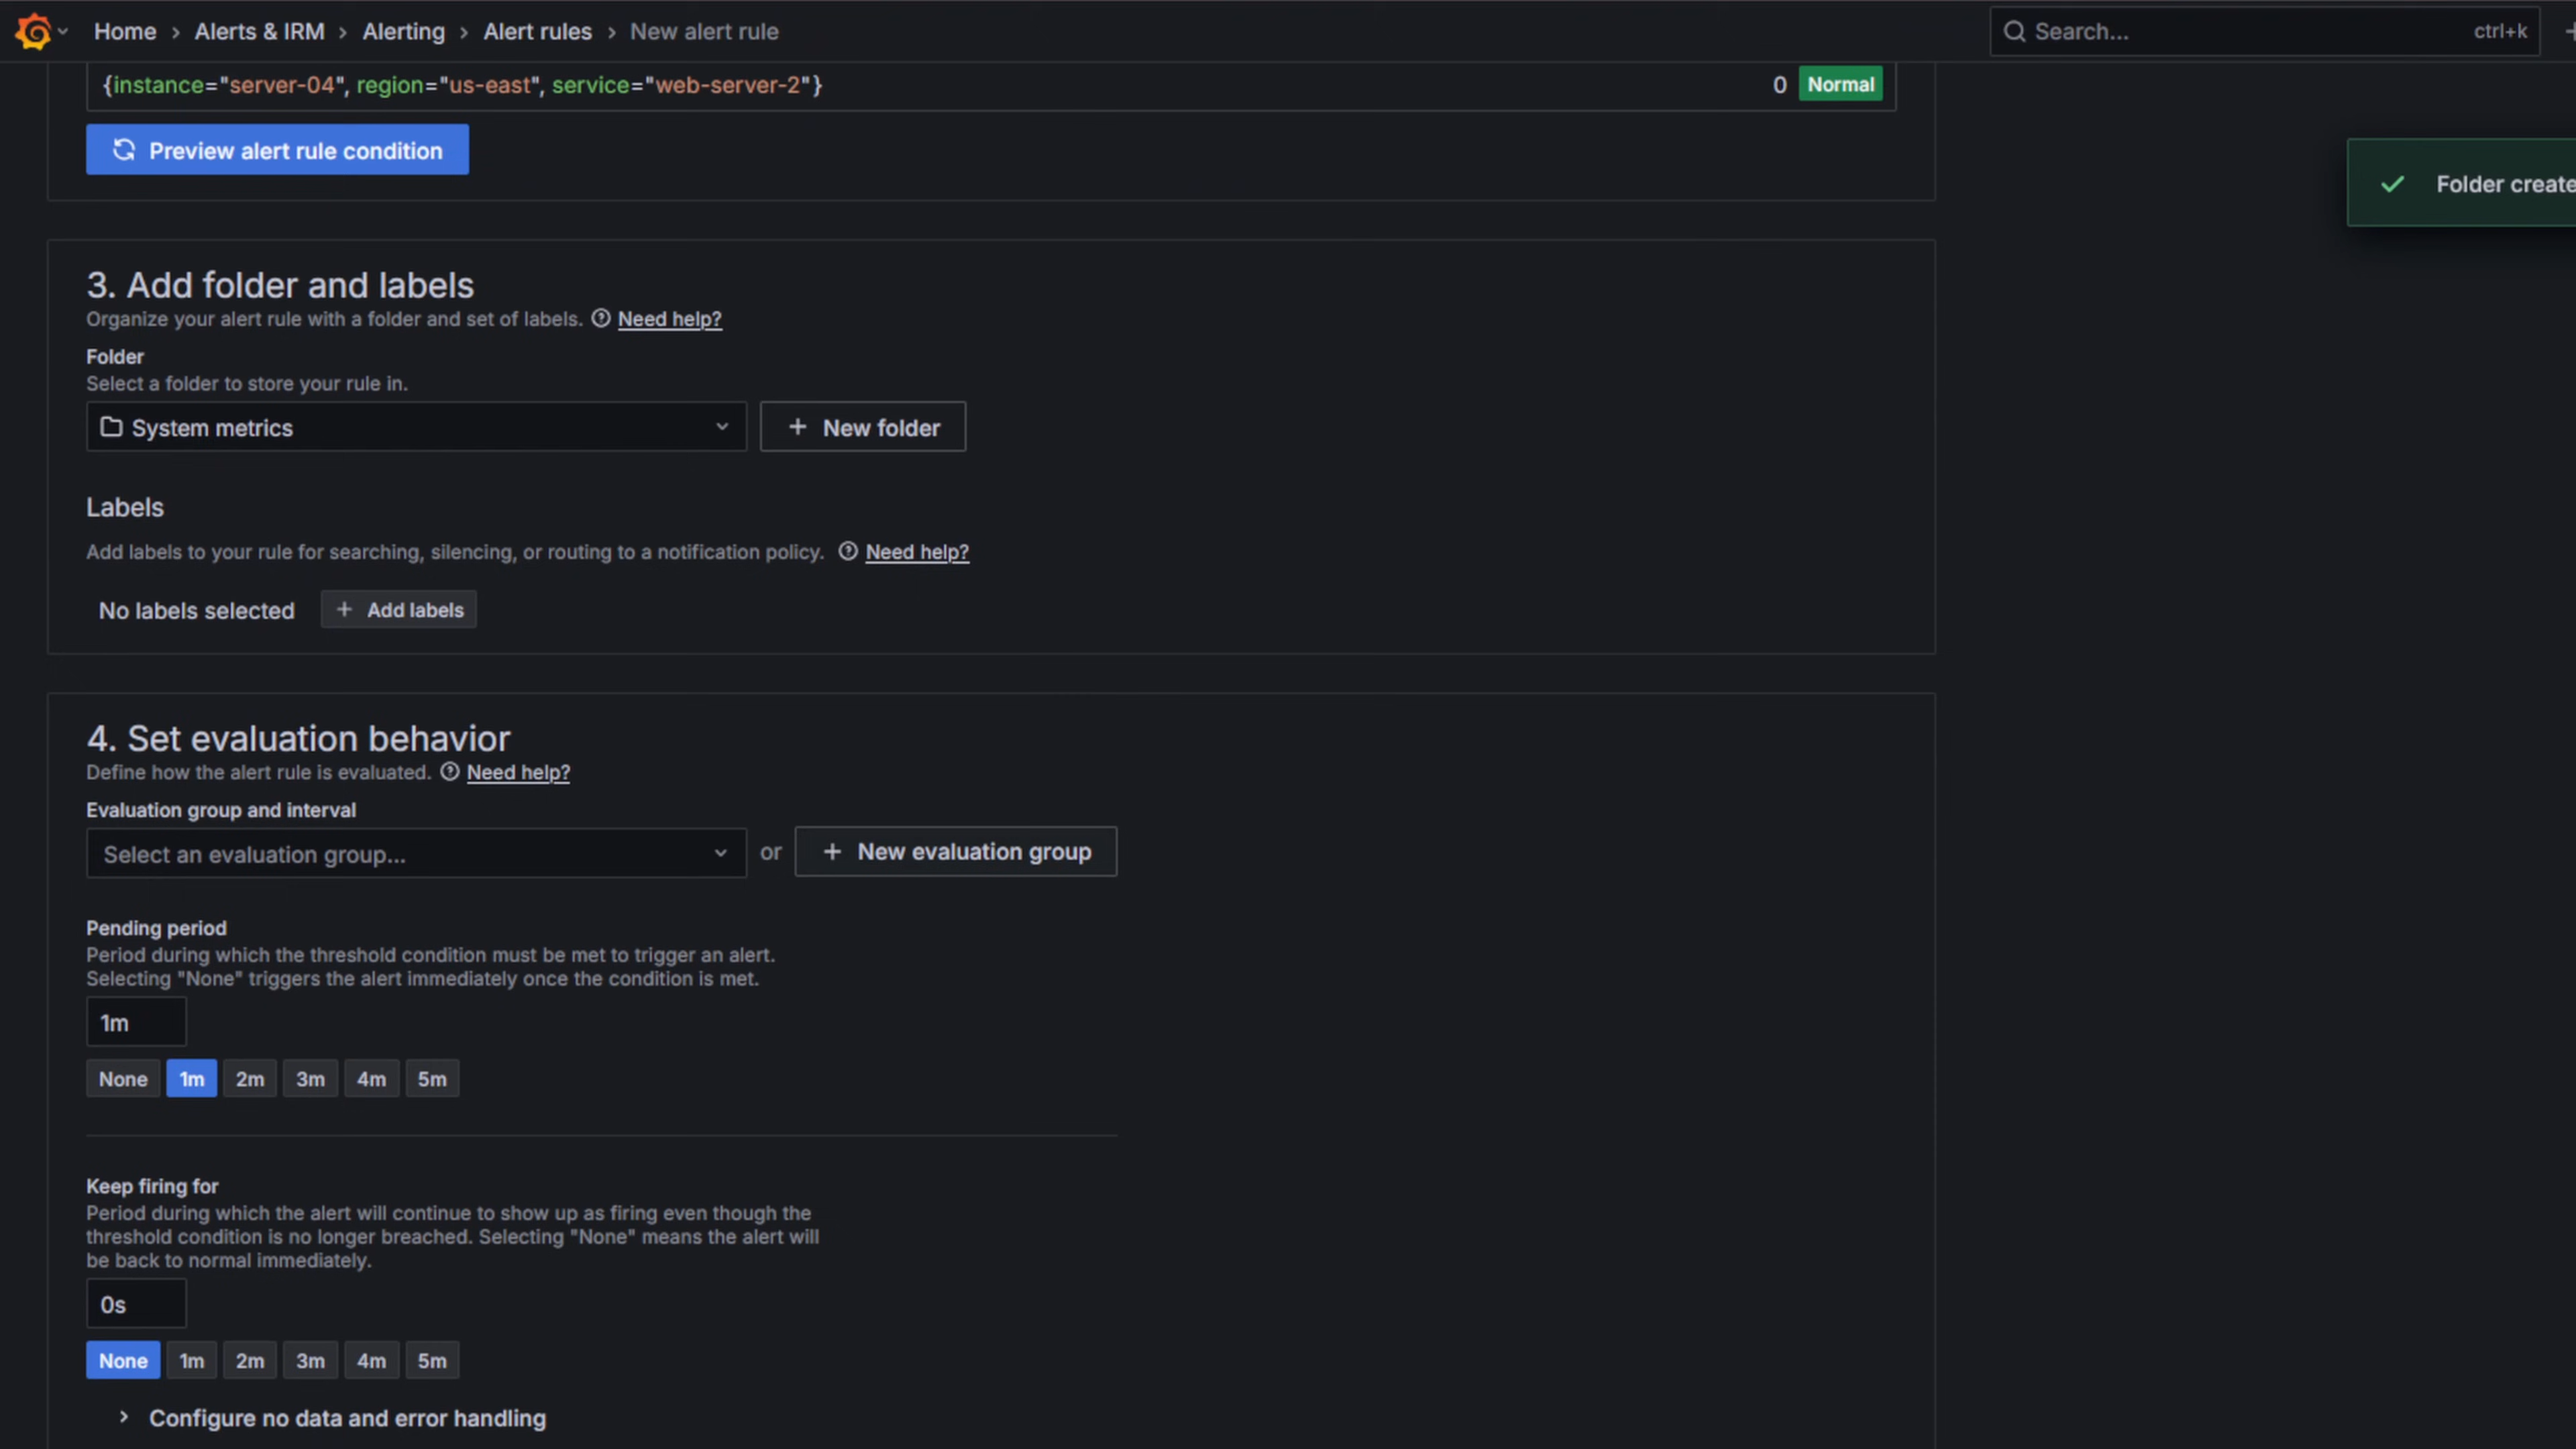 Home › Alerts & IRM › Alerting › Alert rules › New alert rule
Search... ctrl+k
{instance="server-04", region="us-east", service="web-server-2"} 0 Normal
Preview alert rule condition
Folder create
3. Add folder and labels
Organize your alert rule with a folder and set of labels. Need help?
Folder
Select a folder to store your rule in.
System metrics + New folder
Labels
Add labels to your rule for searching, silencing, or routing to a notification policy. Need help?
No labels selected + Add labels
4. Set evaluation behavior
Define how the alert rule is evaluated. Need help?
Evaluation group and interval
Select an evaluation group... or + New evaluation group
Pending period
Period during which the threshold condition must be met to trigger an alert.
Selecting "None" triggers the alert immediately once the condition is met.
1m
None 1m 2m 3m 4m 5m
Keep firing for
Period during which the alert will continue to show up as firing even though the
threshold condition is no longer breached. Selecting "None" means the alert will
be back to normal immediately.
0s
None 1m 2m 3m 4m 5m
› Configure no data and error handling